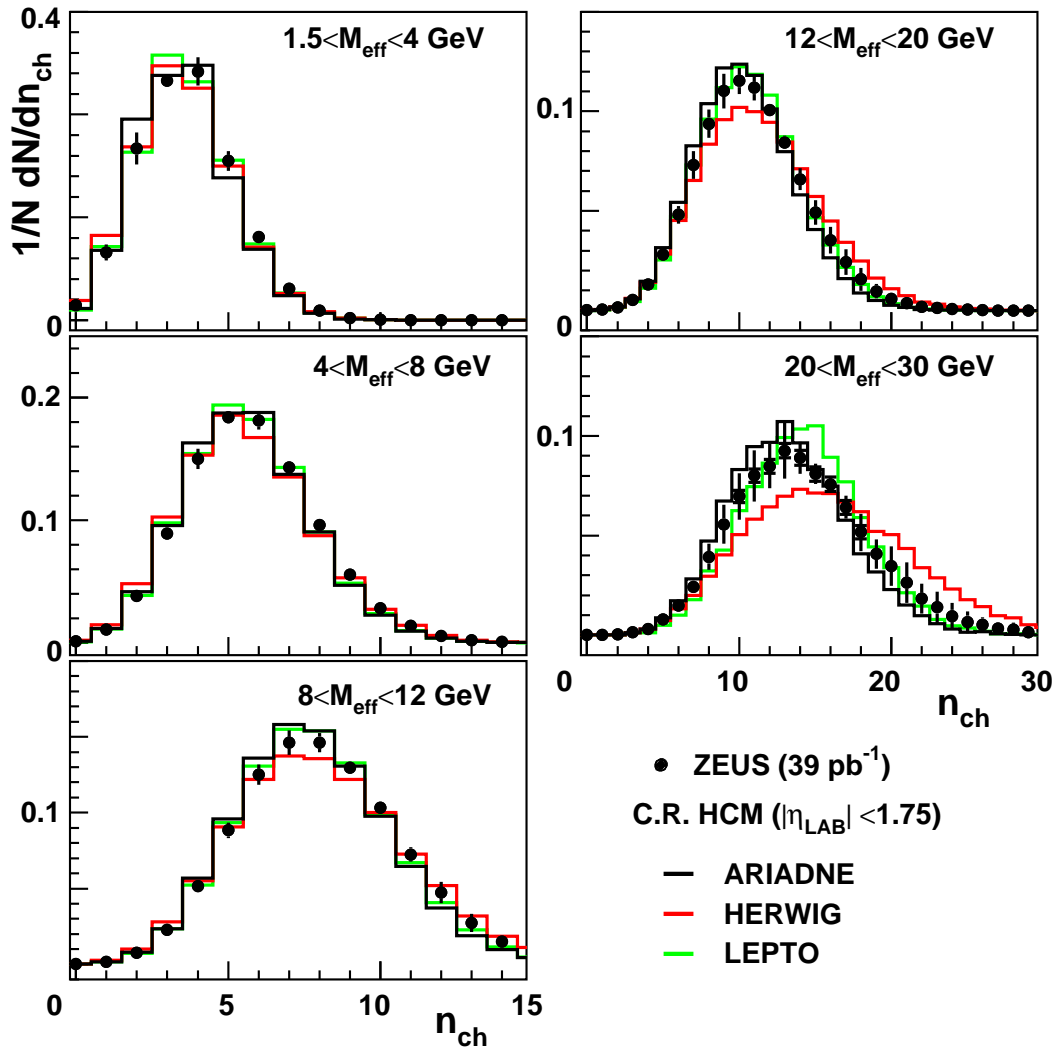 1/N dN/dn_ch
0.4
0
1.5<M_eff<4 GeV
0.1
0
12<M_eff<20 GeV
0.2
0.1
0
4<M_eff<8 GeV
0.1
20<M_eff<30 GeV
0 10 20 30
n_ch
0.1
8<M_eff<12 GeV
0 5 10 15
n_ch
ZEUS (39 pb⁻¹)
C.R. HCM (|η_LAB| <1.75)
ARIADNE
HERWIG
LEPTO